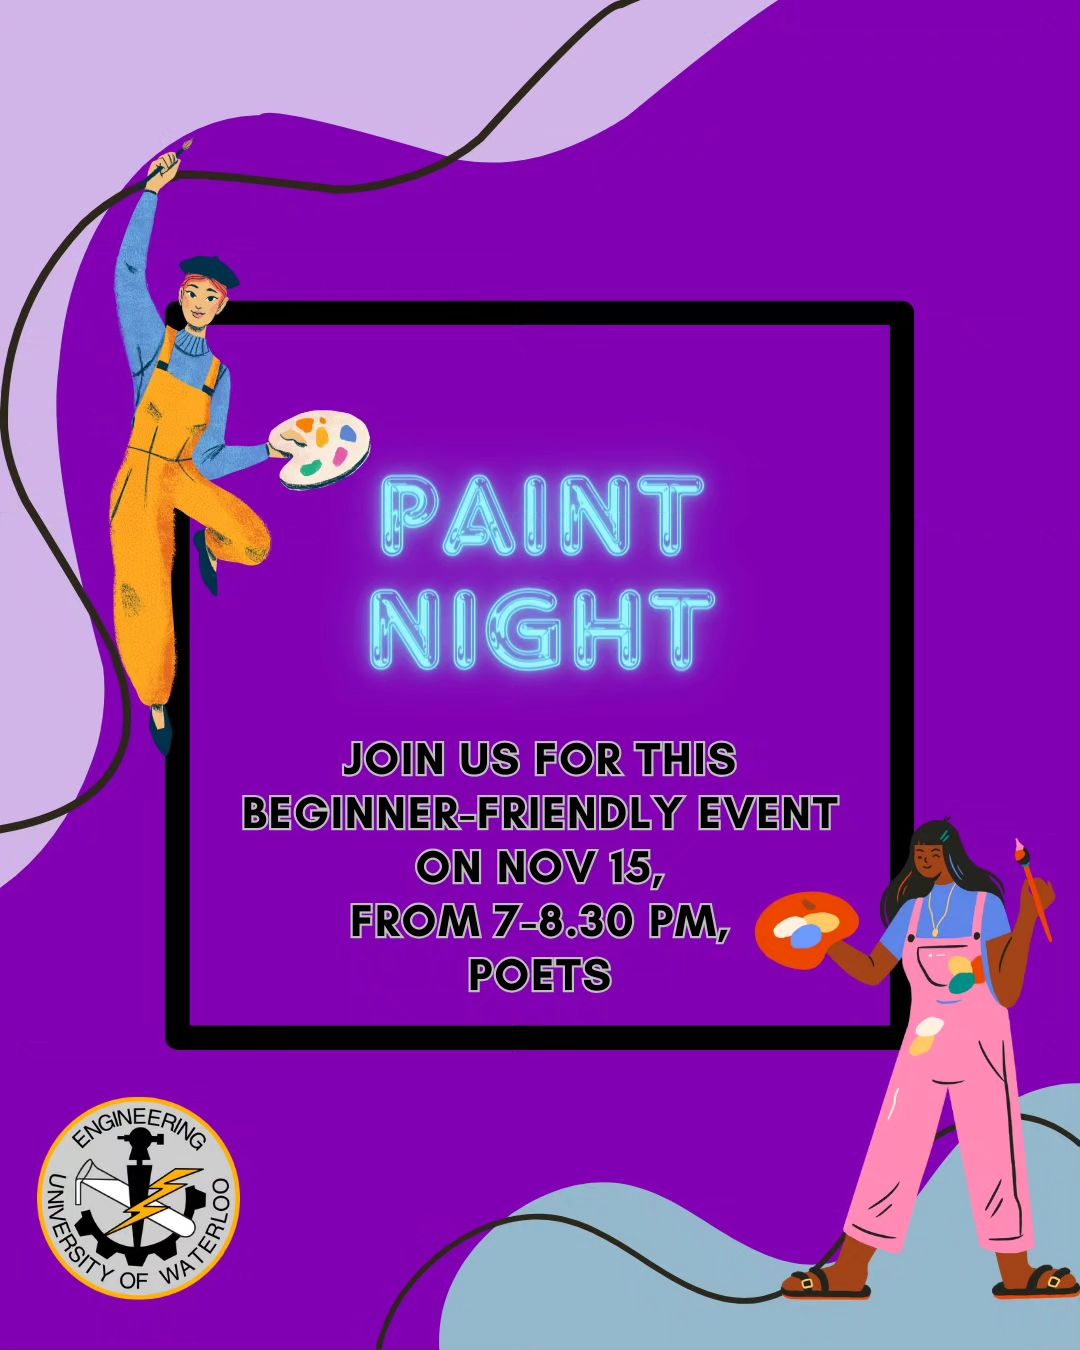 PAINT
NIGHT
JOIN US FOR THIS
BEGINNER-FRIENDLY EVENT
ON NOV 15,
FROM 7-8.30 PM,
POETS
ENGINEERING
UNIVERSITY OF WATERLOO